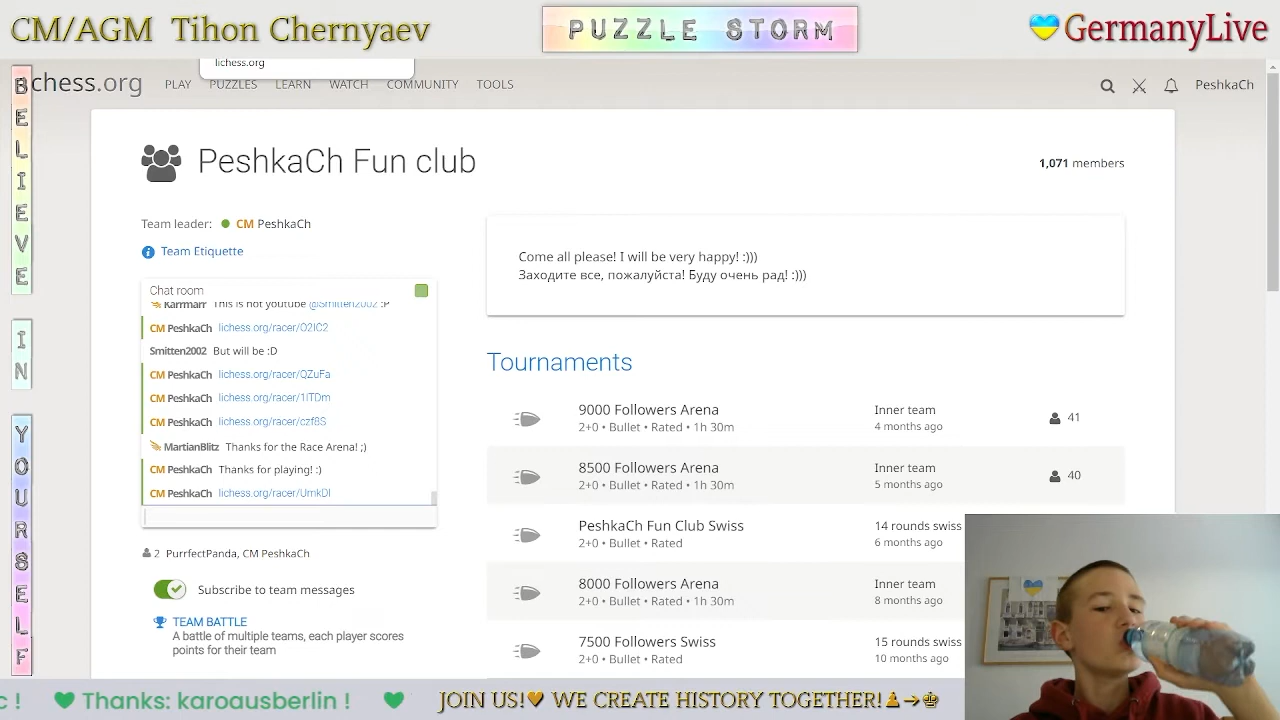 CM/AGM Tihon Chernyaev
PUZZLE STORM
GermanyLive
BELIEVE
IN
YOURSELF
lichess.org
chess.org
PLAY
PUZZLES
LEARN
WATCH
COMMUNITY
TOOLS
PeshkaCh
PeshkaCh Fun club
1,071 members
Team leader: CM PeshkaCh
Team Etiquette
Come all please! I will be very happy! :)))
Заходите все, пожалуйста! Буду очень рад! :)))
Chat room
Karrmarr This is not youtube @iSmitten2002 :P
CM PeshkaCh lichess.org/racer/O2IC2
Smitten2002 But will be :D
CM PeshkaCh lichess.org/racer/QZuFa
CM PeshkaCh lichess.org/racer/1ITDm
CM PeshkaCh lichess.org/racer/czf8S
MartianBlitz Thanks for the Race Arena! ;)
CM PeshkaCh Thanks for playing! :)
CM PeshkaCh lichess.org/racer/UmkDI
2 PurrfectPanda, CM PeshkaCh
Subscribe to team messages
TEAM BATTLE
A battle of multiple teams, each player scores
points for their team
Tournaments
9000 Followers Arena
2+0 • Bullet • Rated • 1h 30m
Inner team
4 months ago
41
8500 Followers Arena
2+0 • Bullet • Rated • 1h 30m
Inner team
5 months ago
40
PeshkaCh Fun Club Swiss
2+0 • Bullet • Rated
14 rounds swiss
6 months ago
8000 Followers Arena
2+0 • Bullet • Rated • 1h 30m
Inner team
8 months ago
7500 Followers Swiss
2+0 • Bullet • Rated
15 rounds swiss
10 months ago
c !
Thanks: karoausberlin !
JOIN US! WE CREATE HISTORY TOGETHER!